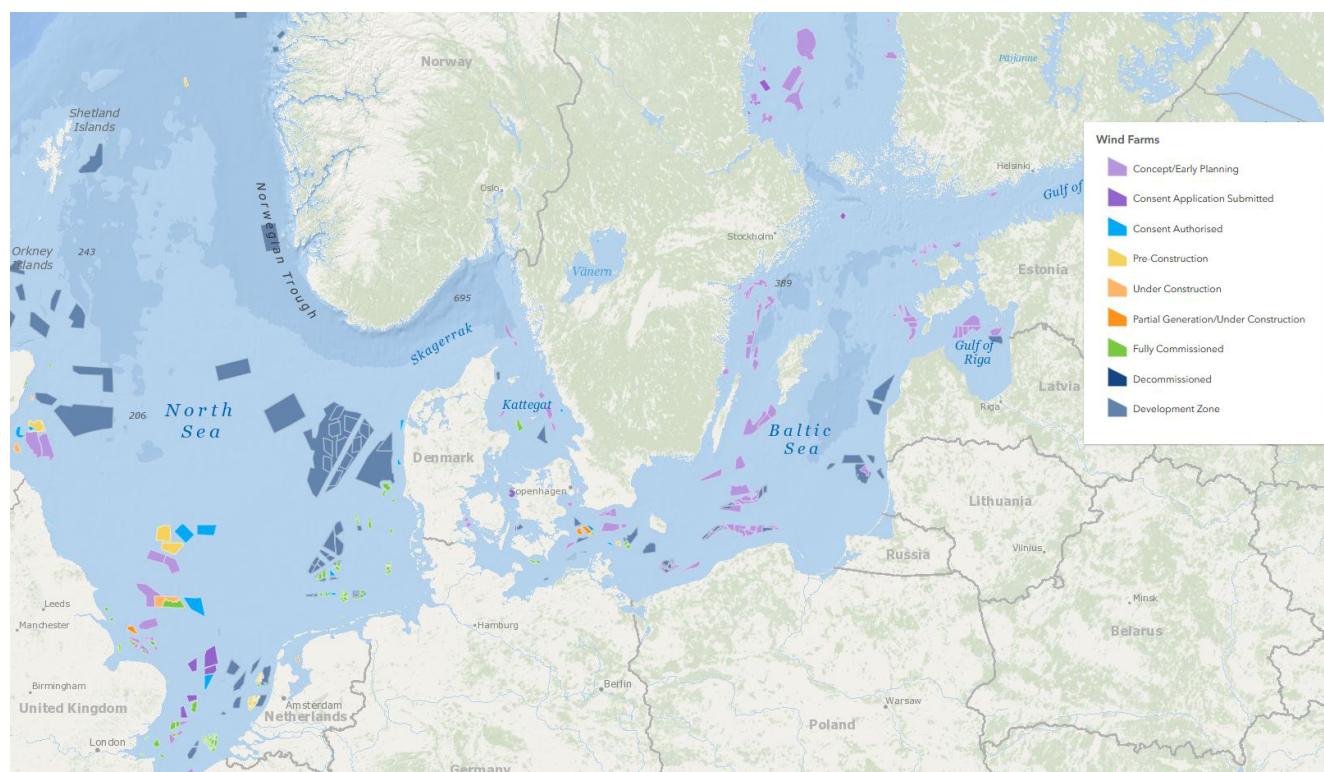 Norway
Päijänne
Shetland
Islands
Wind Farms
Concept/Early Planning
Consent Application Submitted
Consent Authorised
Pre-Construction
Under Construction
Partial Generation/Under Construction
Fully Commissioned
Decommissioned
Development Zone
Helsinki
Oslo
Gulf of
Norwegian Trough
Stockholm
Orkney
Islands
243
Vänern
Estonia
389
695
Skagerrak
Gulf of
Riga
Latvia
Riga
206
North
Sea
Kattegat
Baltic
Sea
Denmark
Copenhagen
Lithuania
Russia
Vilnius
Minsk
Belarus
Leeds
Manchester
Hamburg
Birmingham
United Kingdom
Berlin
Amsterdam
Netherlands
Warsaw
Poland
London
Germany